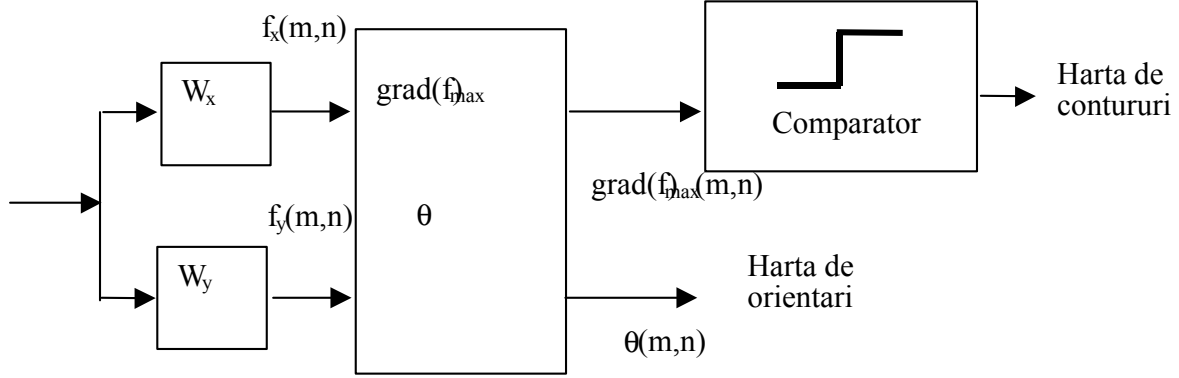 fx(m,n)
Wx
grad(f)max
Comparator
Harta de
contururi
grad(f)max(m,n)
fy(m,n)
θ
Wy
Harta de
orientari
θ(m,n)